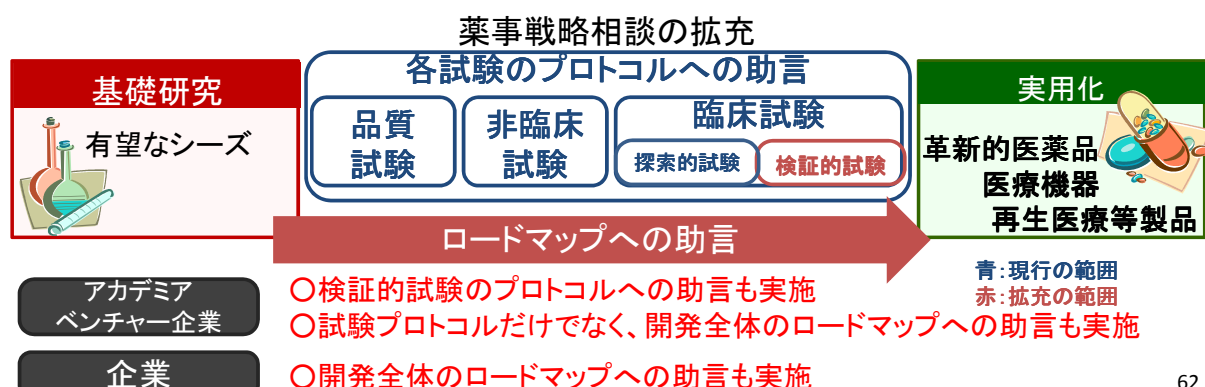 薬事戦略相談の拡充
基礎研究
有望なシーズ
各試験のプロトコルへの助言
品質
試験
非臨床
試験
臨床試験
探索的試験
検証的試験
実用化
革新的医薬品
医療機器
再生医療等製品
ロードマップへの助言
青:現行の範囲
赤:拡充の範囲
アカデミア
ベンチャー企業
○検証的試験のプロトコルへの助言も実施
○試験プロトコルだけでなく、開発全体のロードマップへの助言も実施
企業
○開発全体のロードマップへの助言も実施
62